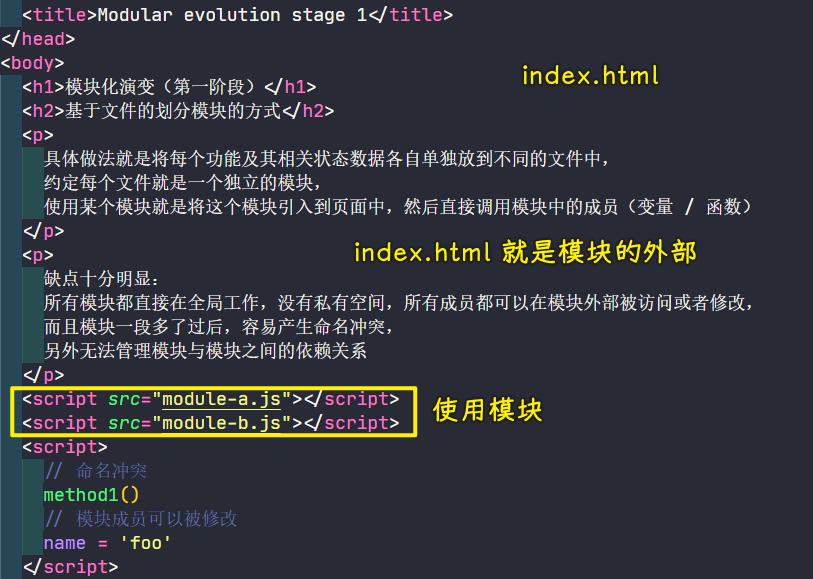 <title>Modular evolution stage 1</title>
</head>
<body>
index.html
<h1>模块化演变（第一阶段）</h1>
<h2>基于文件的划分模块的方式</h2>
<p>
具体做法就是将每个功能及其相关状态数据各自单独放到不同的文件中，
约定每个文件就是一个独立的模块，
使用某个模块就是将这个模块引入到页面中，然后直接调用模块中的成员（变量 / 函数）
</p>
index.html 就是模块的外部
<p>
缺点十分明显：
所有模块都直接在全局工作，没有私有空间，所有成员都可以在模块外部被访问或者修改，
而且模块一段多了过后，容易产生命名冲突，
另外无法管理模块与模块之间的依赖关系
</p>
<script src="module-a.js"></script>
使用模块
<script src="module-b.js"></script>
<script>
// 命名冲突
method1()
// 模块成员可以被修改
name = 'foo'
</script>